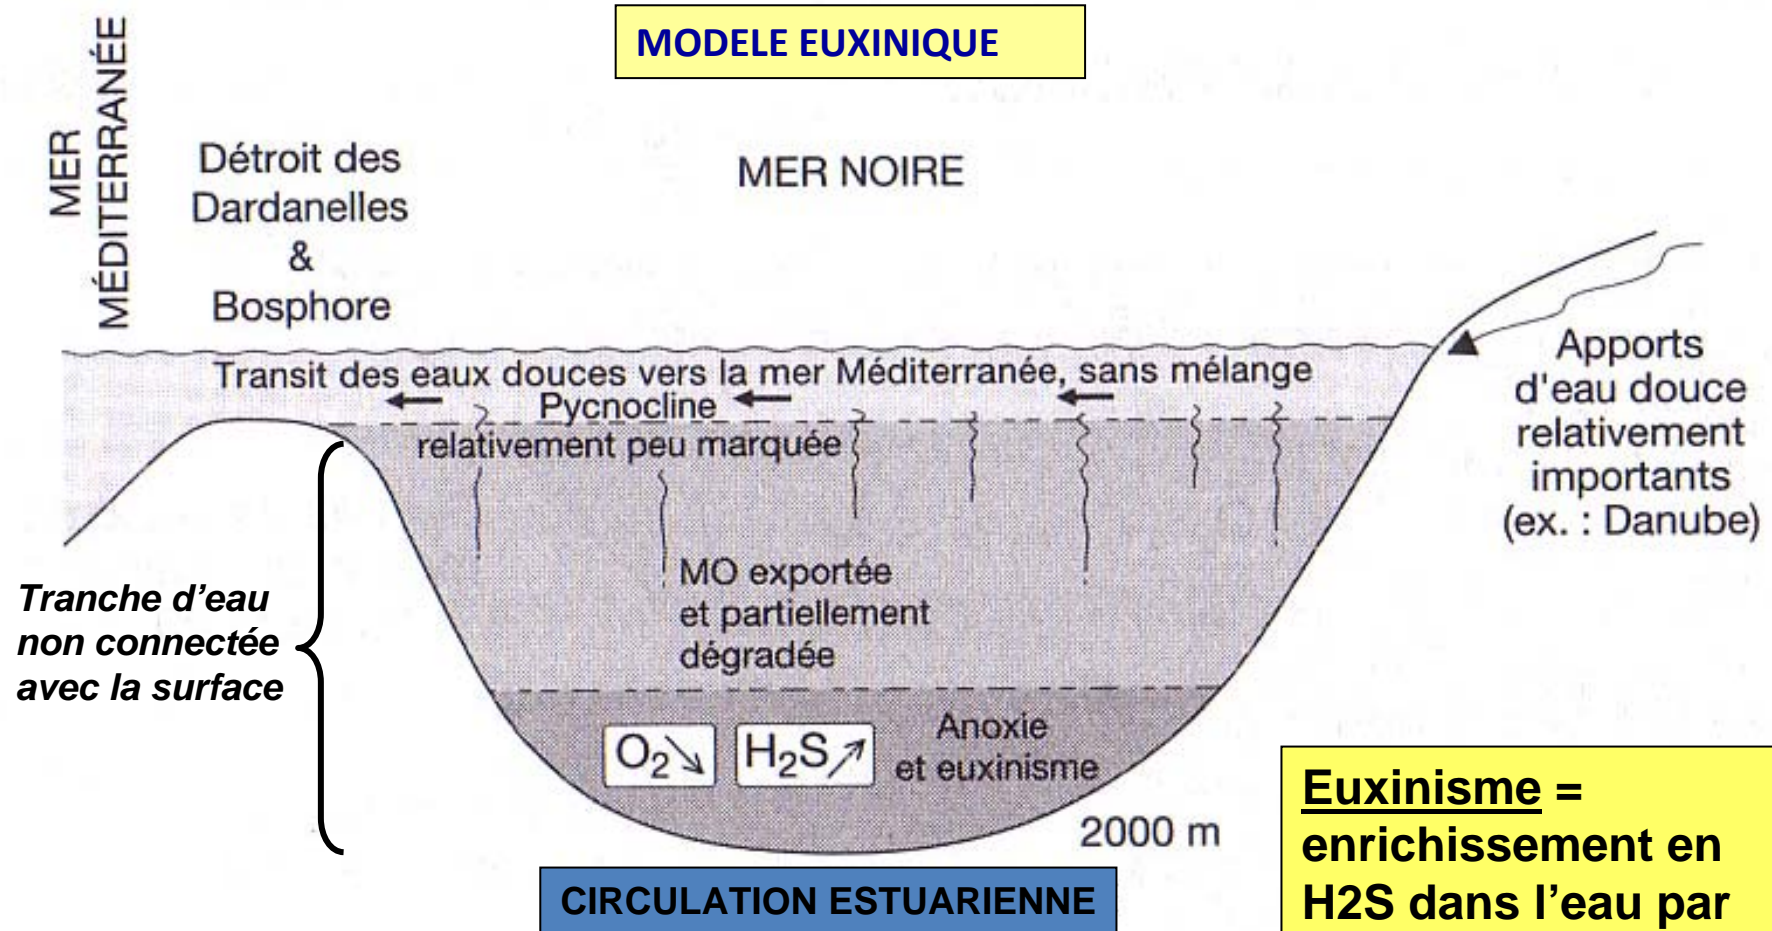 MODELE EUXINIQUE
MER
MÉDITERRANÉE
Détroit des
Dardanelles
&
Bosphore
MER NOIRE
Transit des eaux douces vers la mer Méditerranée, sans mélange
Pycnocline
relativement peu marquée
Apports
d'eau douce
relativement
importants
(ex. : Danube)
MO exportée
et partiellement
dégradée
Tranche d’eau
non connectée
avec la surface
O2
H2S
Anoxie
et euxinisme
2000 m
CIRCULATION ESTUARIENNE
Euxinisme =
enrichissement en
H2S dans l’eau par